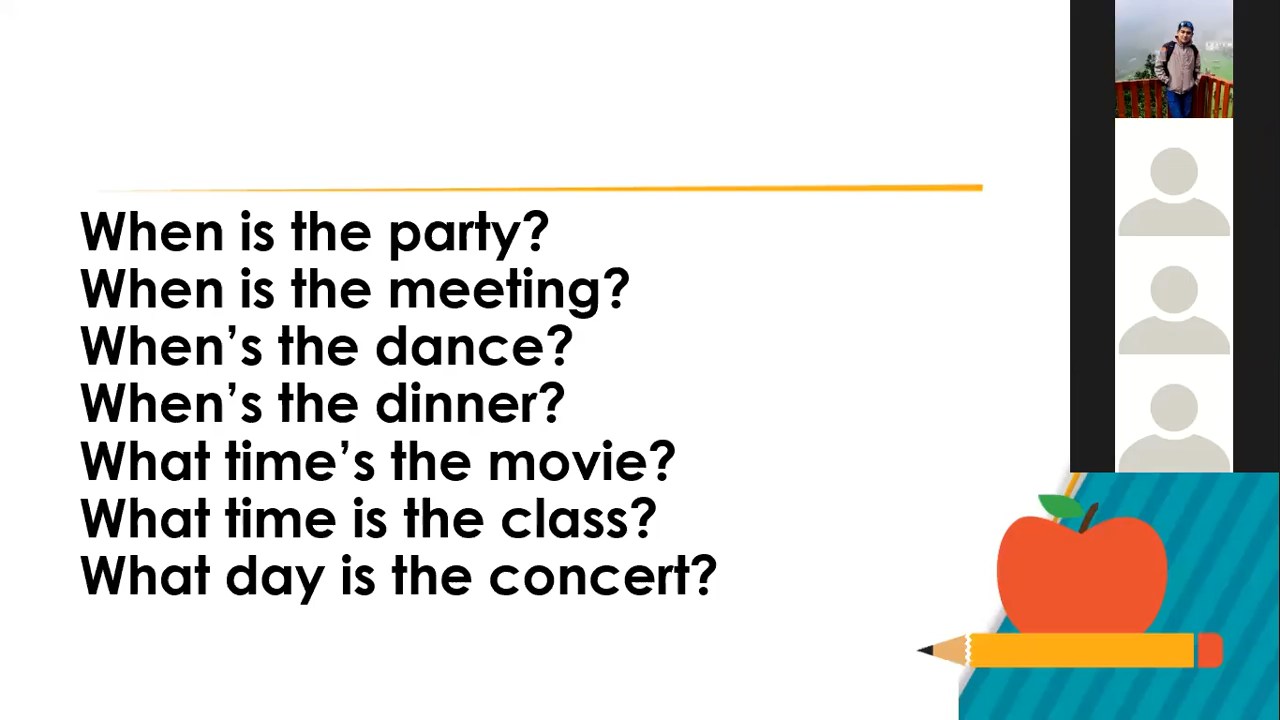 When is the party?
When is the meeting?
When’s the dance?
When’s the dinner?
What time’s the movie?
What time is the class?
What day is the concert?